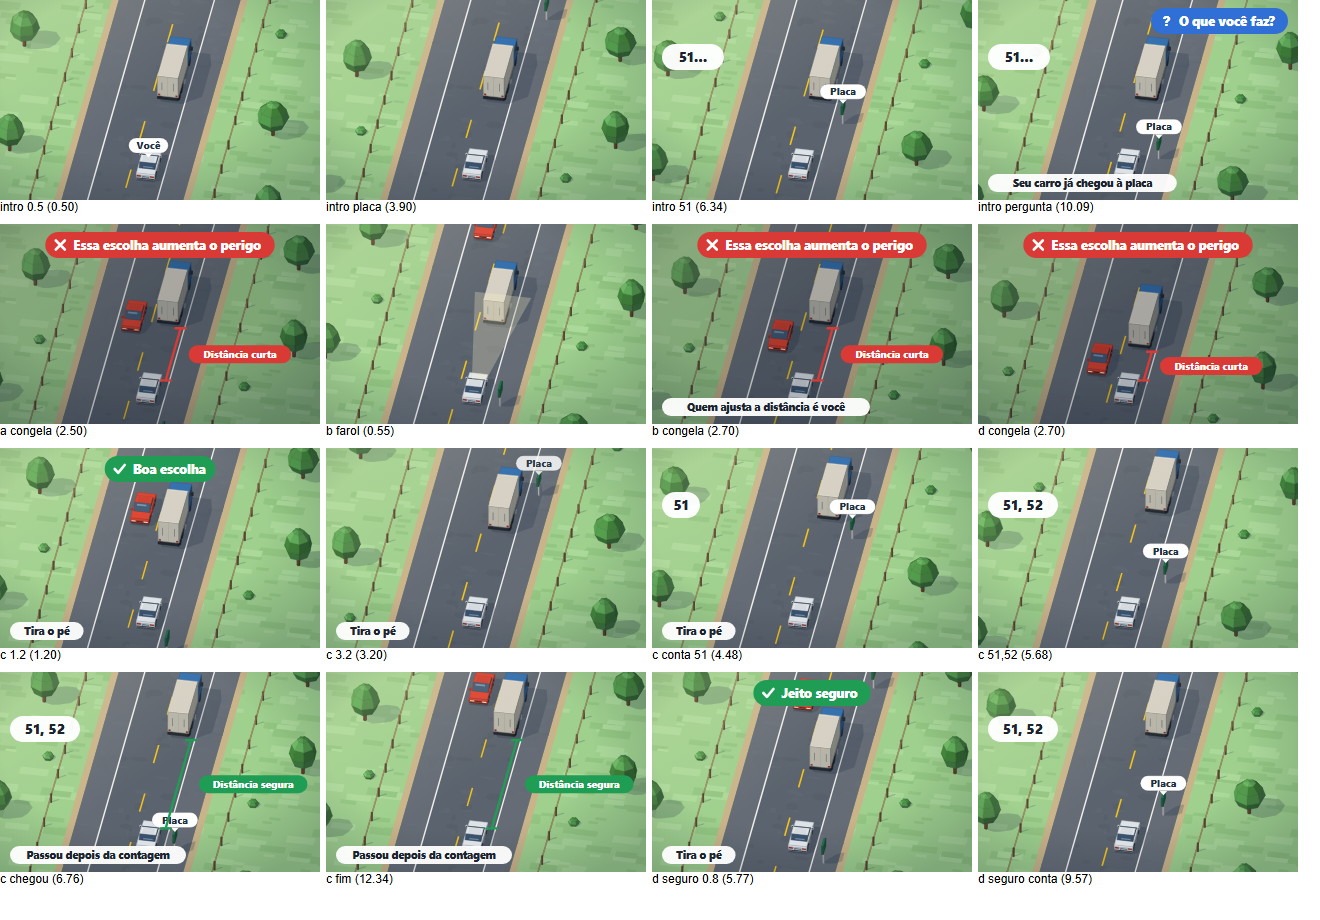 Você
intro 0.5 (0.50)
intro placa (3.90)
51...
Placa
intro 51 (6.34)
? O que você faz?
51...
Placa
Seu carro já chegou à placa
intro pergunta (10.09)
Essa escolha aumenta o perigo
Distância curta
a congela (2.50)
b farol (0.55)
Essa escolha aumenta o perigo
Distância curta
Quem ajusta a distância é você
b congela (2.70)
Essa escolha aumenta o perigo
Distância curta
d congela (2.70)
Boa escolha
Tira o pé
c 1.2 (1.20)
Placa
Tira o pé
c 3.2 (3.20)
51
Placa
Tira o pé
c conta 51 (4.48)
51, 52
Placa
c 51,52 (5.68)
51, 52
Distância segura
Placa
Passou depois da contagem
c chegou (6.76)
Distância segura
Passou depois da contagem
c fim (12.34)
Jeito seguro
Tira o pé
d seguro 0.8 (5.77)
51, 52
Placa
d seguro conta (9.57)